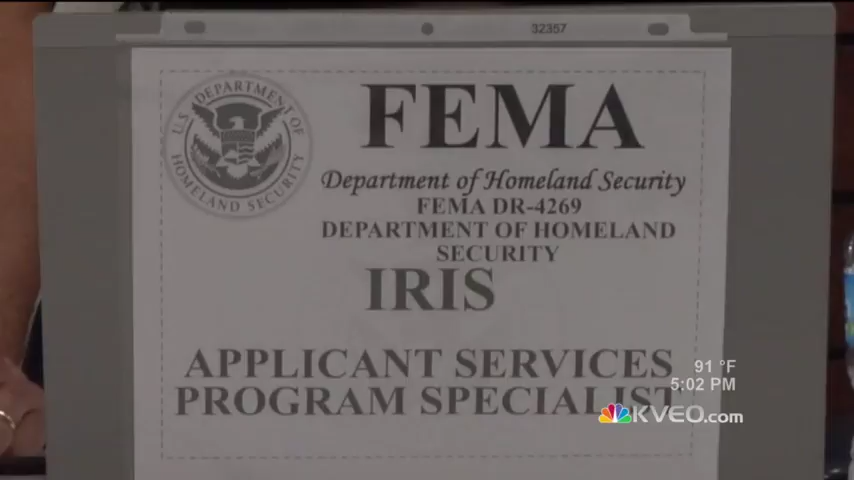 32357
U.S. DEPARTMENT OF
HOMELAND SECURITY
FEMA
Department of Homeland Security
FEMA DR-4269
DEPARTMENT OF HOMELAND
SECURITY
IRIS
APPLICANT SERVICES
PROGRAM SPECIALIST
91 °F
5:02 PM
KVEO.com